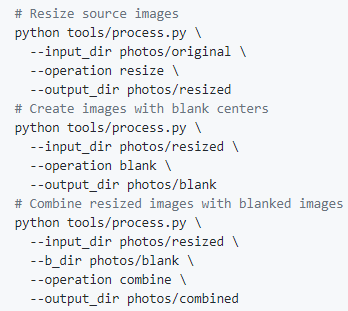 # Resize source images
python tools/process.py \
  --input_dir photos/original \
  --operation resize \
  --output_dir photos/resized
# Create images with blank centers
python tools/process.py \
  --input_dir photos/resized \
  --operation blank \
  --output_dir photos/blank
# Combine resized images with blanked images
python tools/process.py \
  --input_dir photos/resized \
  --b_dir photos/blank \
  --operation combine \
  --output_dir photos/combined